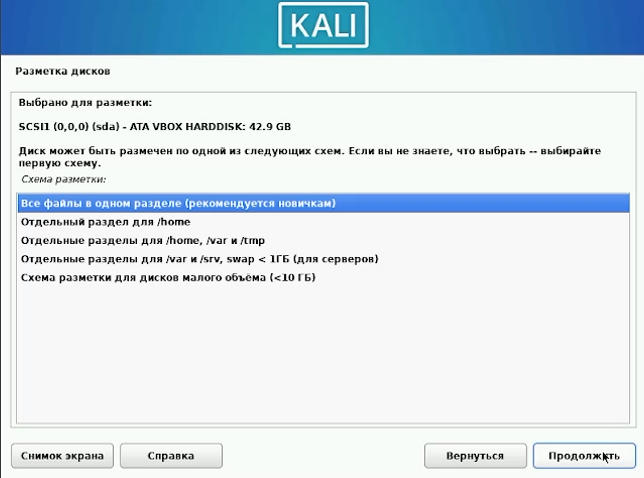 KALI
Разметка дисков
Выбрано для разметки:
SCSI1 (0,0,0) (sda) - ATA VBOX HARDDISK: 42.9 GB
Диск может быть размечен по одной из следующих схем. Если вы не знаете, что выбрать -- выбирайте
первую схему.
Схема разметки:
Все файлы в одном разделе (рекомендуется новичкам)
Отдельный раздел для /home
Отдельные разделы для /home, /var и /tmp
Отдельные разделы для /var и /srv, swap < 1ГБ (для серверов)
Схема разметки для дисков малого объёма (<10 ГБ)
Снимок экрана
Справка
Вернуться
Продолжить